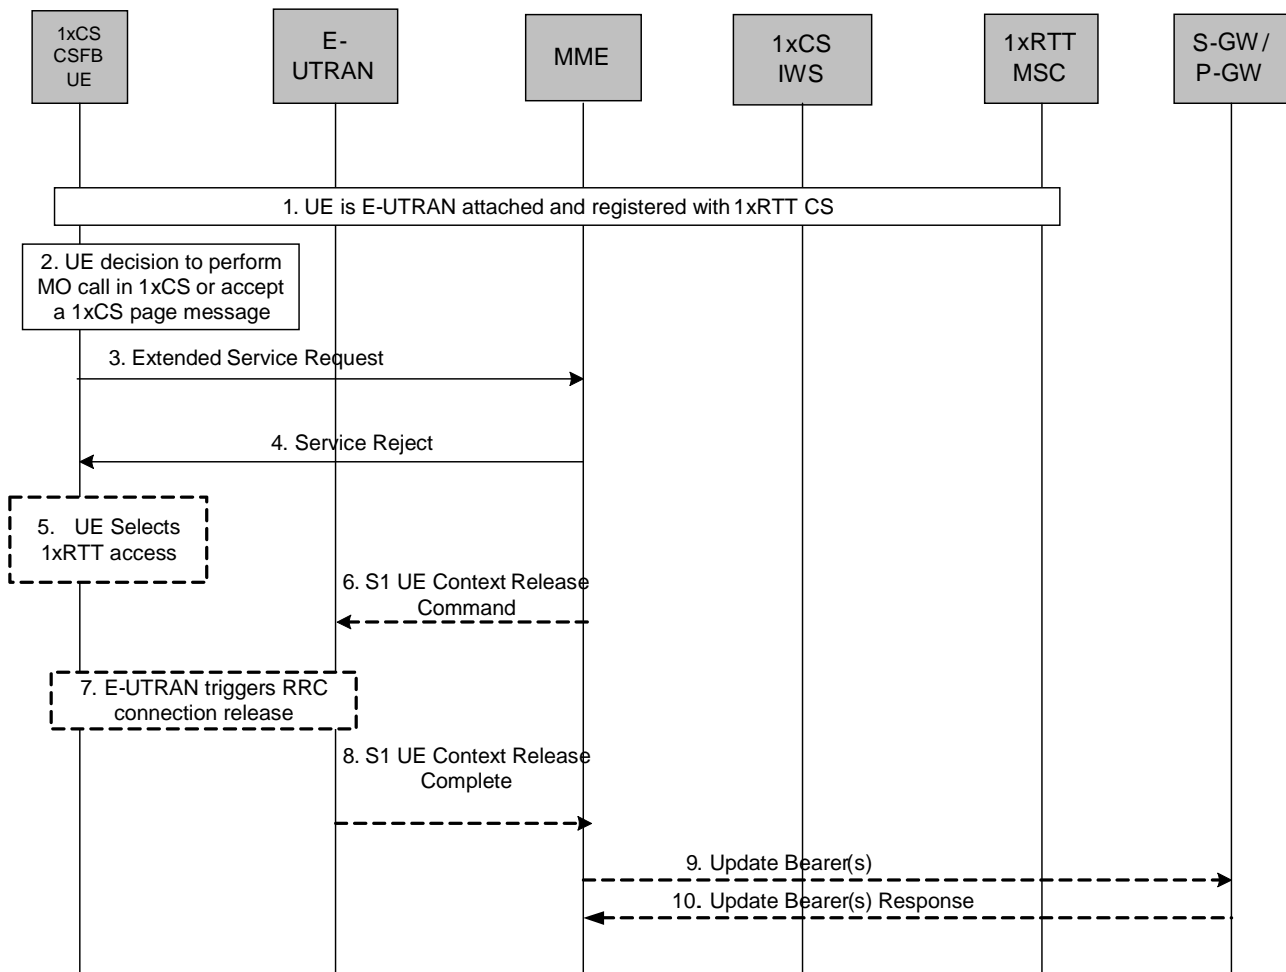 1xCS
CSFB
UE
E-
UTRAN
MME
1xCS
IWS
1xRTT
MSC
S-GW/
P-GW
1. UE is E-UTRAN attached and registered with 1xRTT CS
2. UE decision to perform
MO call in 1xCS or accept
a 1xCS page message
3. Extended Service Request
4. Service Reject
5. UE Selects
1xRTT access
6. S1 UE Context Release
Command
7. E-UTRAN triggers RRC
connection release
8. S1 UE Context Release
Complete
9. Update Bearer(s)
10. Update Bearer(s) Response